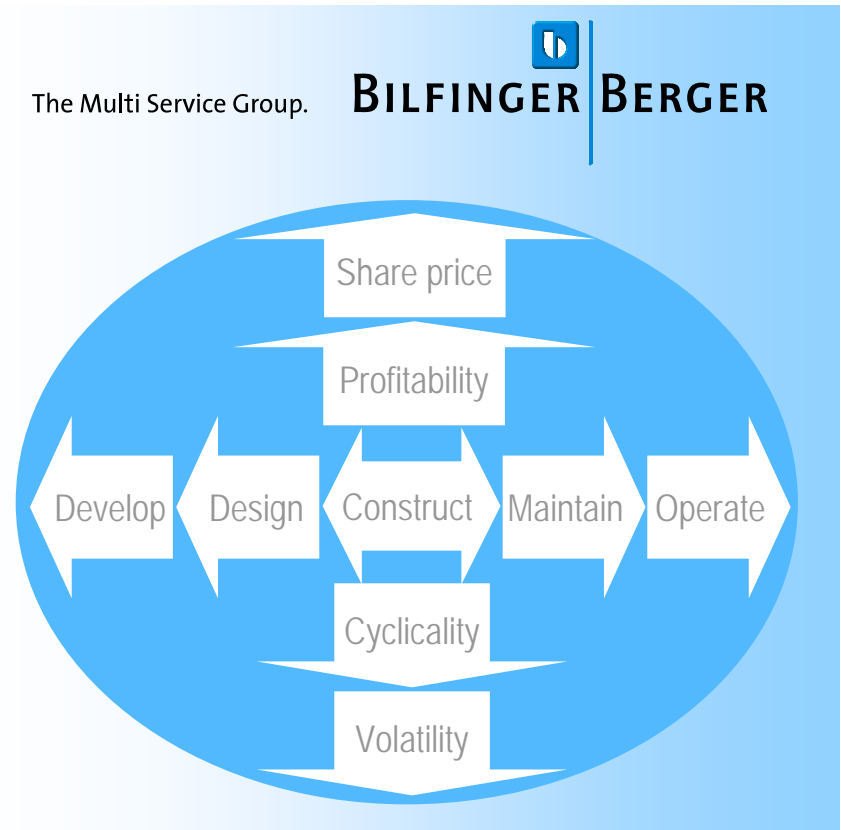 The Multi Service Group.
BILFINGER BERGER
Share price
Profitability
Develop Design Construct Maintain Operate
Cyclicality
Volatility